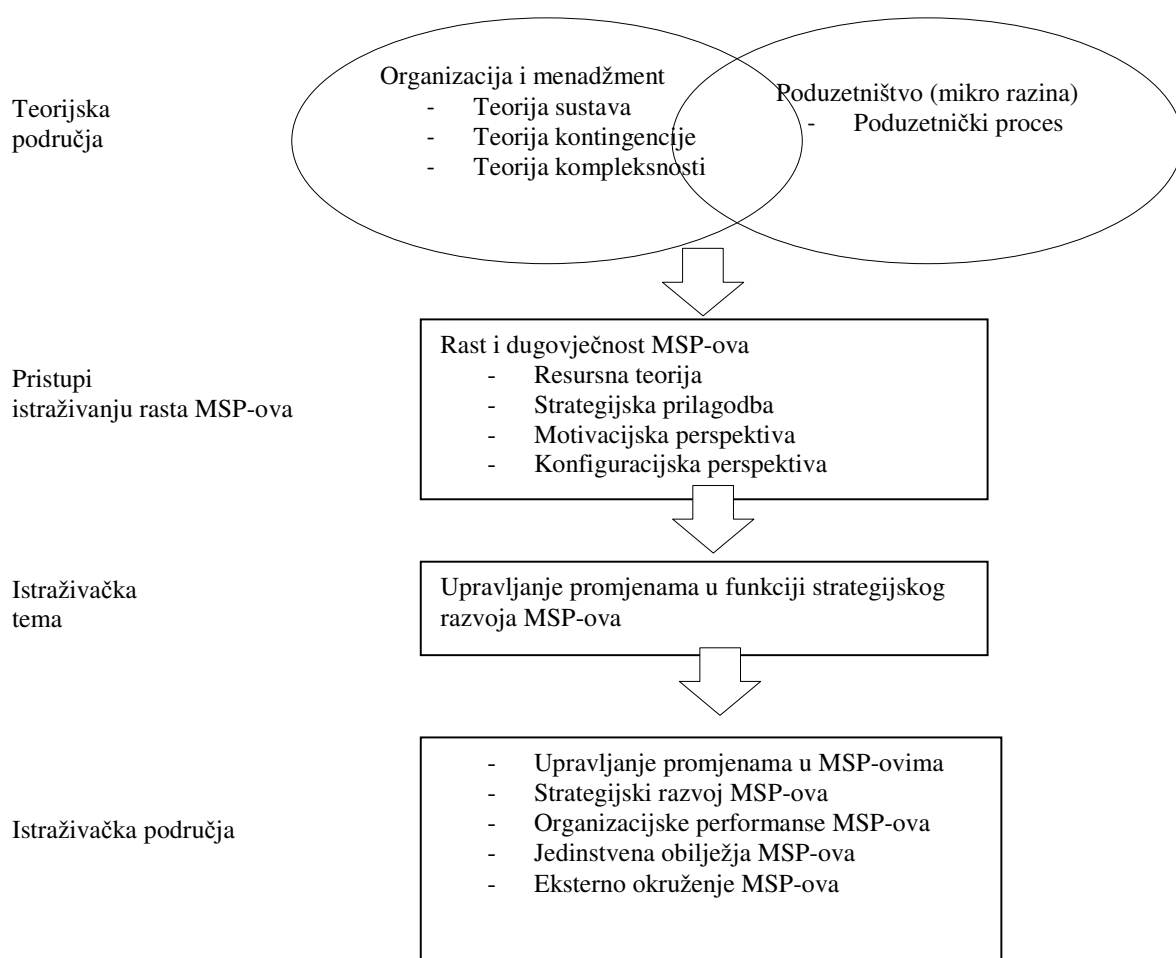 Teorijska
područja
Organizacija i menadžment
- Teorija sustava
- Teorija kontingencije
- Teorija kompleksnosti
Poduzetništvo (mikro razina)
- Poduzetnički proces
Pristupi
istraživanju rasta MSP-ova
Rast i dugovječnost MSP-ova
- Resursna teorija
- Strategijska prilagodba
- Motivacijska perspektiva
- Konfiguracijska perspektiva
Istraživačka
tema
Upravljanje promjenama u funkciji strategijskog
razvoja MSP-ova
Istraživačka područja
- Upravljanje promjenama u MSP-ovima
- Strategijski razvoj MSP-ova
- Organizacijske performanse MSP-ova
- Jedinstvena obilježja MSP-ova
- Eksterno okruženje MSP-ova